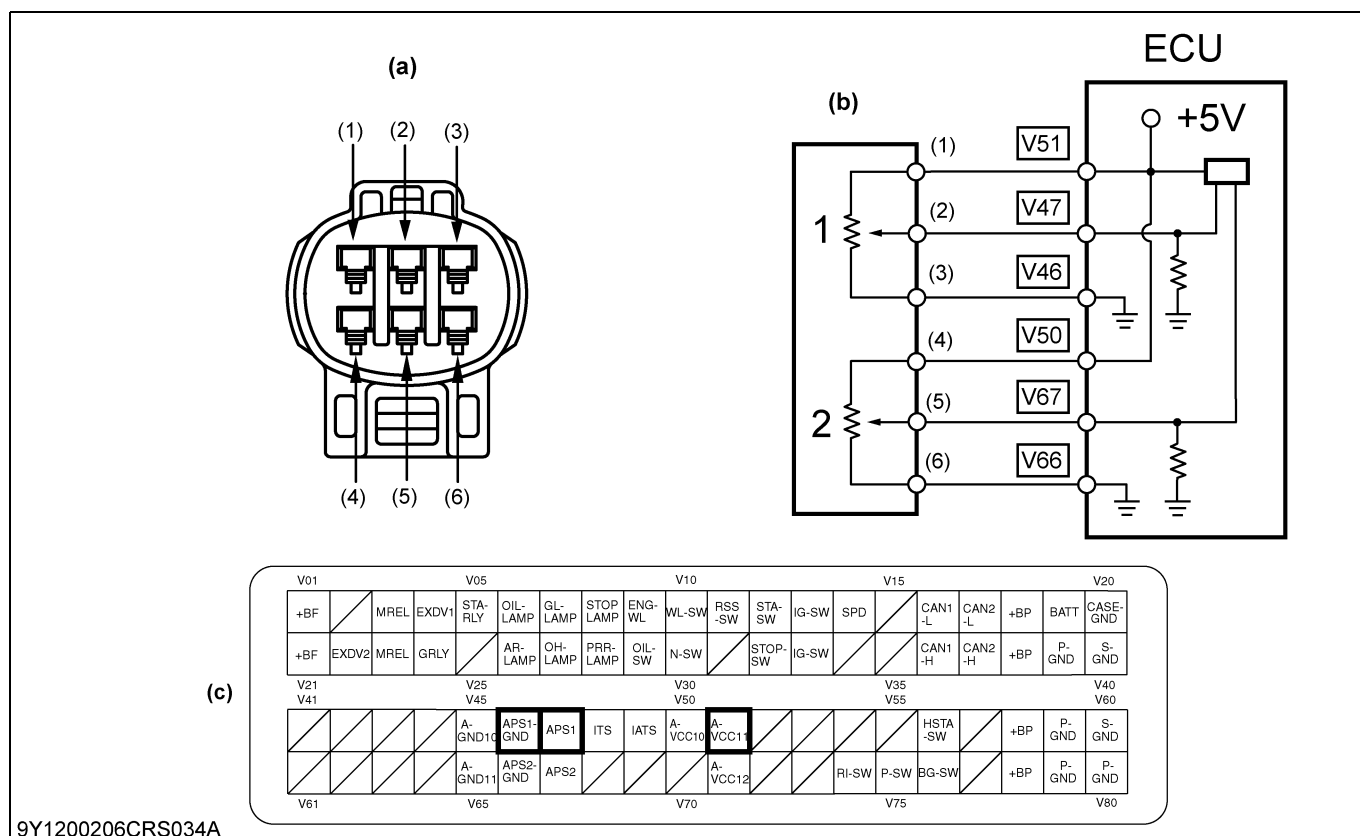 ECU
(a)
(b)
(1) (2) (3)
+5V
(1) V51
(2) V47
1
(3) V46
(4) V50
(5) V67
2
(6) V66
(4) (5) (6)
(c)
V01 V05 V10 V15 V20
+BF MREL EXDV1 STA-RLY OIL-LAMP GL-LAMP STOP LAMP ENG-WL WL-SW RSS-SW STA-SW IG-SW SPD CAN1-L CAN2-L +BP BATT CASE-GND
+BF EXDV2 MREL GRLY AR-LAMP OH-LAMP PRR-LAMP OIL-SW N-SW STOP-SW IG-SW CAN1-H CAN2-H +BP P-GND S-GND
V21 V25 V30 V35 V40
V41 V45 V50 V55 V60
A-GND10 APS1-GND APS1 ITS IATS A-VCC10 A-VCC11 HSTA-SW +BP P-GND S-GND
A-GND11 APS2-GND APS2 A-VCC12 RI-SW P-SW BG-SW +BP P-GND P-GND
V61 V65 V70 V75 V80
9Y1200206CRS034A